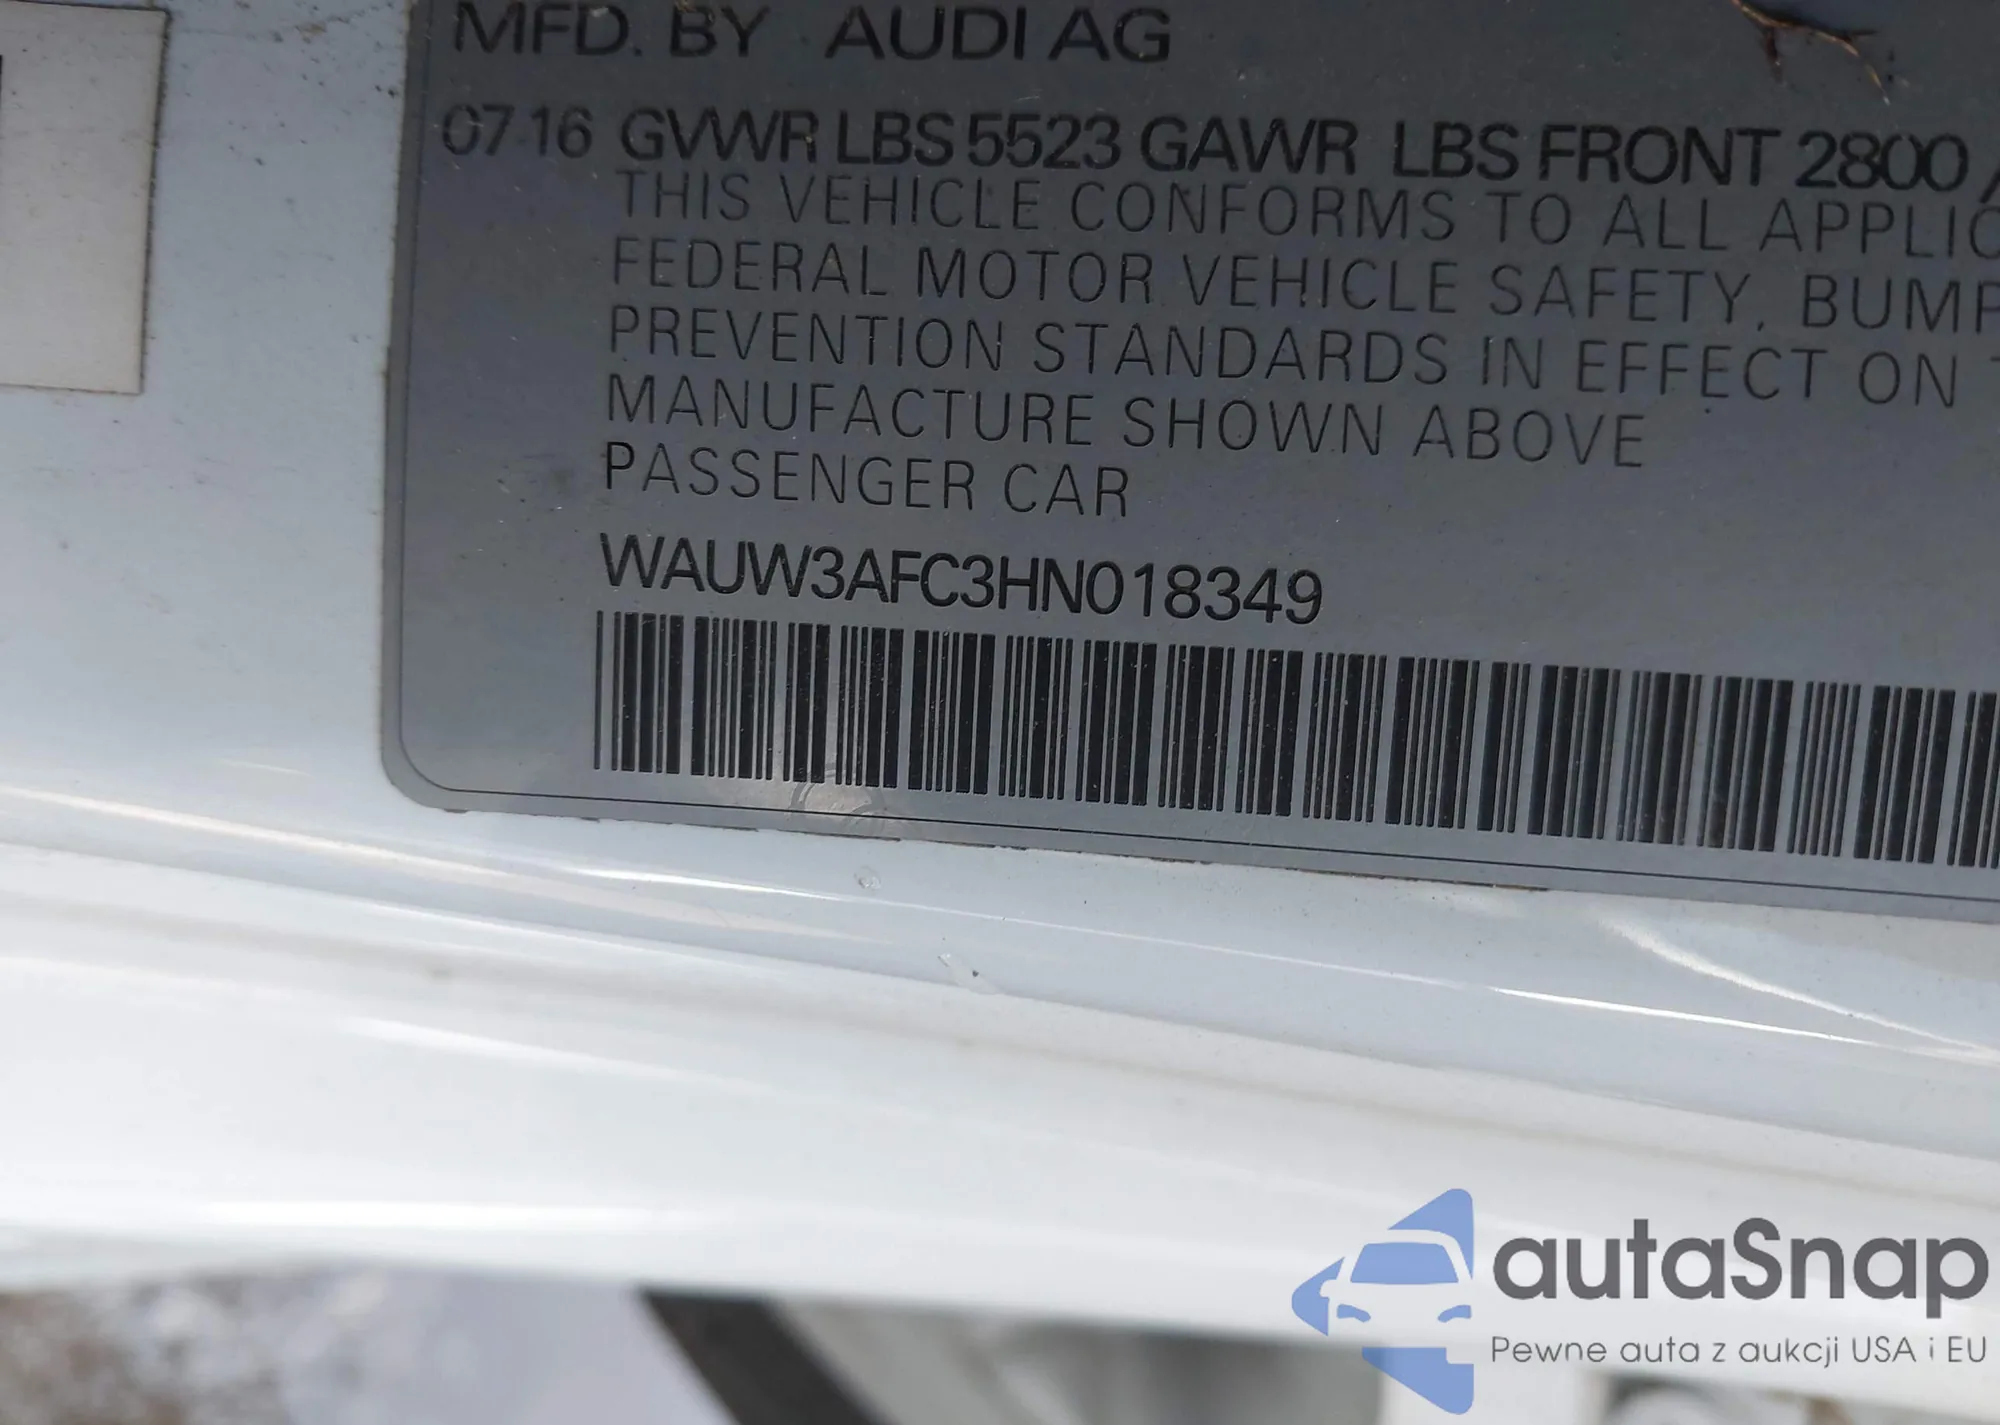 MFD. BY AUDI AG
07 16 GVWR LBS 5523 GAWR LBS FRONT 2800
THIS VEHICLE CONFORMS TO ALL APPLIC
FEDERAL MOTOR VEHICLE SAFETY, BUMP
PREVENTION STANDARDS IN EFFECT ON
MANUFACTURE SHOWN ABOVE
PASSENGER CAR
WAUW3AFC3HN018349
autaSnap
Pewne auta z aukcji USA i EU